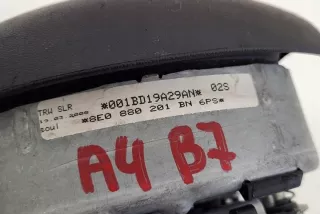 TRW SLR *001BD19A29AN* 02S
*8E0 880 201 BN 6PS*
A4 B7